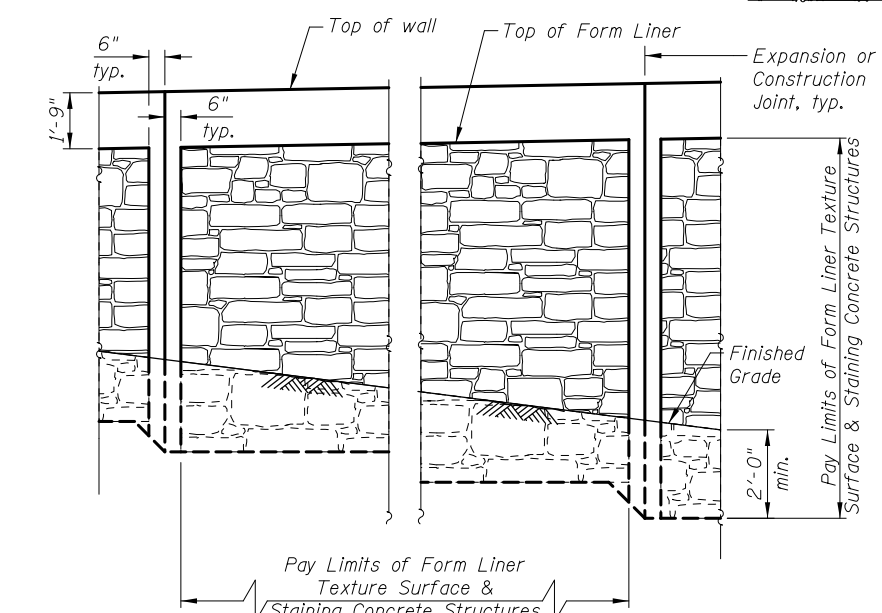 Top of wall
Top of Form Liner
6"
typ.
Expansion or
Construction
Joint, typ.
1'-9"
6"
typ.
Pay Limits of Form Liner Texture
Surface & Staining Concrete Structures
Finished
Grade
2'-0"
min.
Pay Limits of Form Liner
Texture Surface &
Staining Concrete Structures